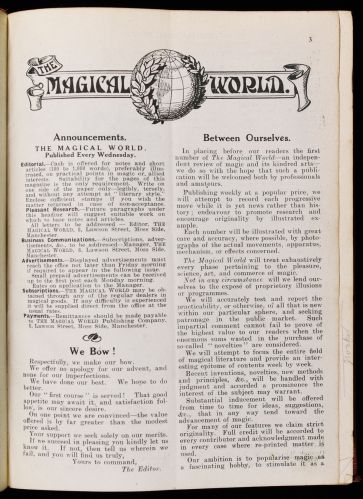 3
THE
MAGICAL WORLD.
Announcements.
THE MAGICAL WORLD.
Published Every Wednesday.
Editorial.—Cash is offered for notes and short
articles (100 to 1,000 words), preferably illus-
trated, on practical points in magic or allied
interests. Suitability for the pages of this
magazine is the only requirement. Write on
one side of the paper only—legibly, tersely,
and without any attempt at "literary style."
Enclose sufficient stamps if you wish the
matter returned in case of non-acceptance.
Pleasant Research.—Future paragraphs under
this heading will suggest suitable work on
which to base notes and articles.
All letters to be addressed — Editor, THE
MAGICAL WORLD, 5, Lawson Street, Moss Side,
Manchester.
Business Communications.—Subscriptions, adver-
tisements, &c., to be addressed—Manager, THE
MAGICAL WORLD, 5, Lawson Street, Moss Side,
Manchester.
Advertisements.—Displayed advertisements must
reach the office not later than Friday morning
if required to appear in the following issue.
Small prepaid advertisements can be received
up to the first post each Monday morning.
Rates on application to the Manager.
Subscriptions.—THE MAGICAL WORLD may be ob-
tained through any of the regular dealers in
magical goods. If any difficulty is experienced
it will be supplied direct from the office at the
usual rates.
Payments.—Remittances should be made payable
to THE MAGICAL WORLD Publishing Company,
5, Lawson Street, Moss Side, Manchester.
We Bow!
Respectfully, we make our bow.
We offer no apology for our advent, and
none for our imperfections.
We have done our best. We hope to do
better.
Our "first course" is served! That good
appetite may await it, and satisfaction fol-
low, is our sincere desire.
On one point we are convinced—the value
offered is by far greater than the modest
price asked.
Your support we seek solely on our merits.
If we succeed in pleasing you kindly let us
know it. If not, then tell us wherein we
fail, and you will find us truly,
Yours to command,
The Editor.
Between Ourselves.
In placing before our readers the first
number of The Magical World—an indepen-
dent review of magic and its kindred arts—
we do so with the hope that such a publi-
cation will be welcomed both by professionals
and amateurs.
Publishing weekly at a popular price, we
will attempt to record each progressive
move while it is yet news rather than his-
tory; endeavour to promote research and
encourage originality by illustrated ex-
ample.
Each number will be illustrated with great
care and accuracy, where possible, by photo-
graphs of the actual movements, apparatus,
mechanism, or effects concerned.
The Magical World will treat exhaustively
every phase pertaining to the pleasure,
science, art, and commerce of magic.
Not in any circumstance will we lend our-
selves to the exposé of proprietary illusions
or programmes.
We will accurately test and report the
practicability, or otherwise, of all that is new
within our particular sphere, and seeking
patronage in the public market. Such
impartial comment cannot fail to prove of
the highest value to our readers when the
enormous sums wasted in the purchase of
so-called "novelties" are considered.
We will attempt to focus the entire field
of magical literature and provide an inter-
esting epitome of contents week by week.
Recent inventions, novelties, new methods
and principles, &c., will be handled with
judgment and accorded a prominence the
interest of the subject may warrant.
Substantial inducement will be offered
from time to time for ideas, suggestions,
&c., that in any way tend toward the
advancement of magic.
For many of our features we claim strict
originality. Full credit will be accorded to
every contributor and acknowledgment made
in every case where re-printed matter is
used.
Our ambition is to popularise magic as
a fascinating hobby, to stimulate it as a